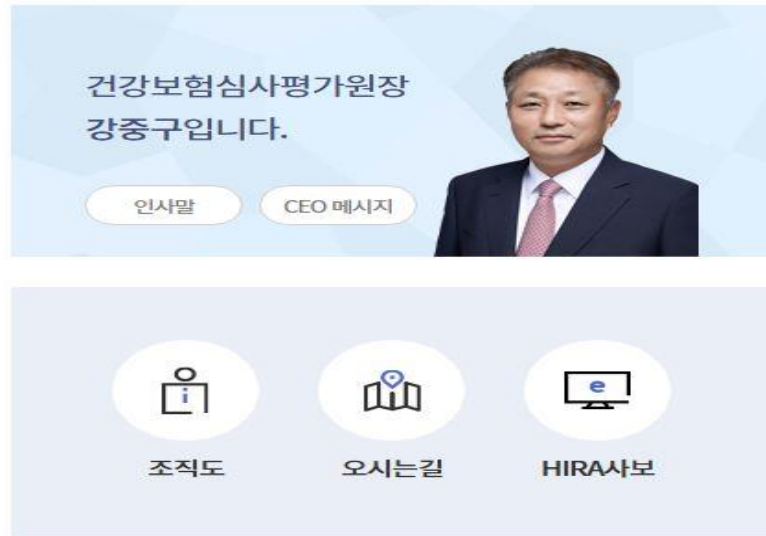 건강보험심사평가원장
강중구입니다.
인사말
CEO 메시지
i
e
조직도
오시는길
HIRA사보